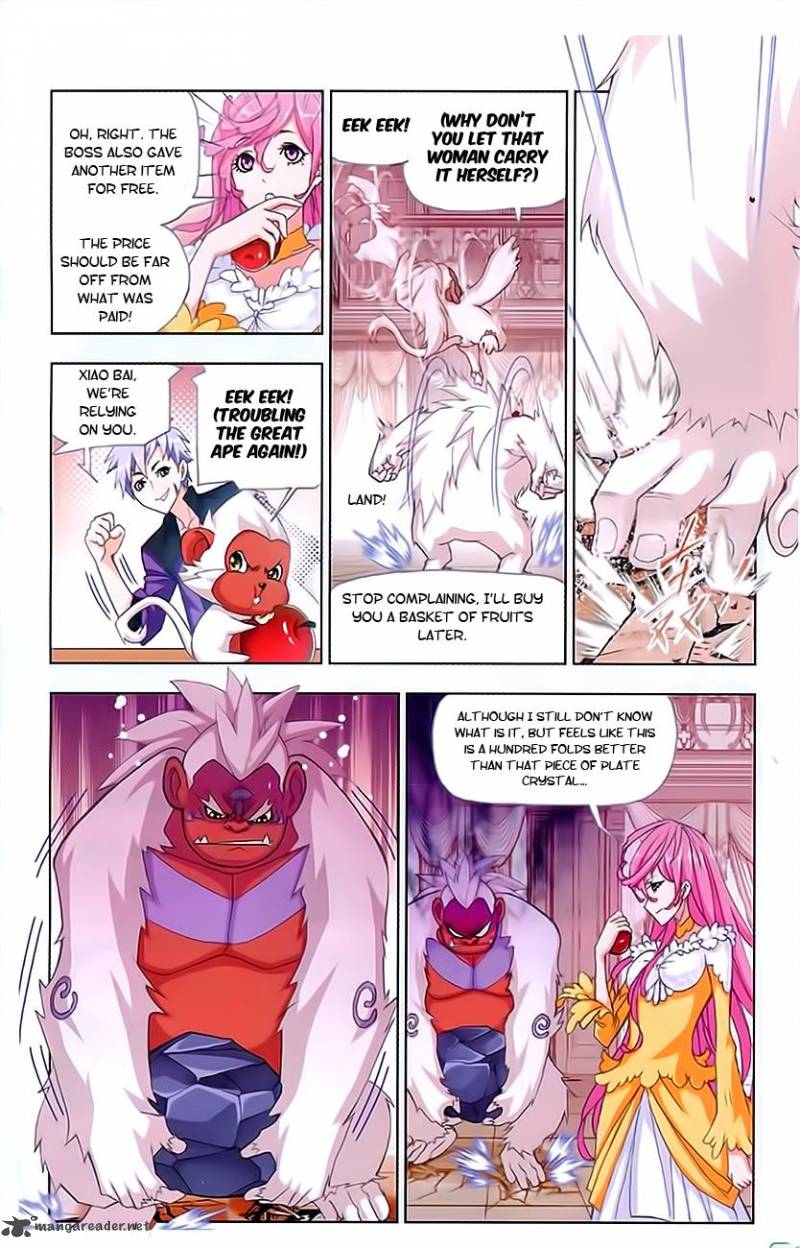 OH, RIGHT. THE
BOSS ALSO GAVE
ANOTHER ITEM
FOR FREE.
THE PRICE
SHOULD BE FAR
OFF FROM
WHAT WAS
PAID!
XIAO BAI,
WE'RE
RELYING
ON YOU.
EEK EEK!
(TROUBLING
THE GREAT
APE AGAIN!)
EEK EEK!
(WHY DON'T
YOU LET THAT
WOMAN CARRY
IT HERSELF?)
LAND!
STOP COMPLAINING, I'LL BUY
YOU A BASKET OF FRUITS
LATER.
ALTHOUGH I STILL DON'T KNOW
WHAT IS IT, BUT FEELS LIKE THIS
IS A HUNDRED FOLDS BETTER
THAN THAT PIECE OF PLATE
CRYSTAL...
mangareader.net